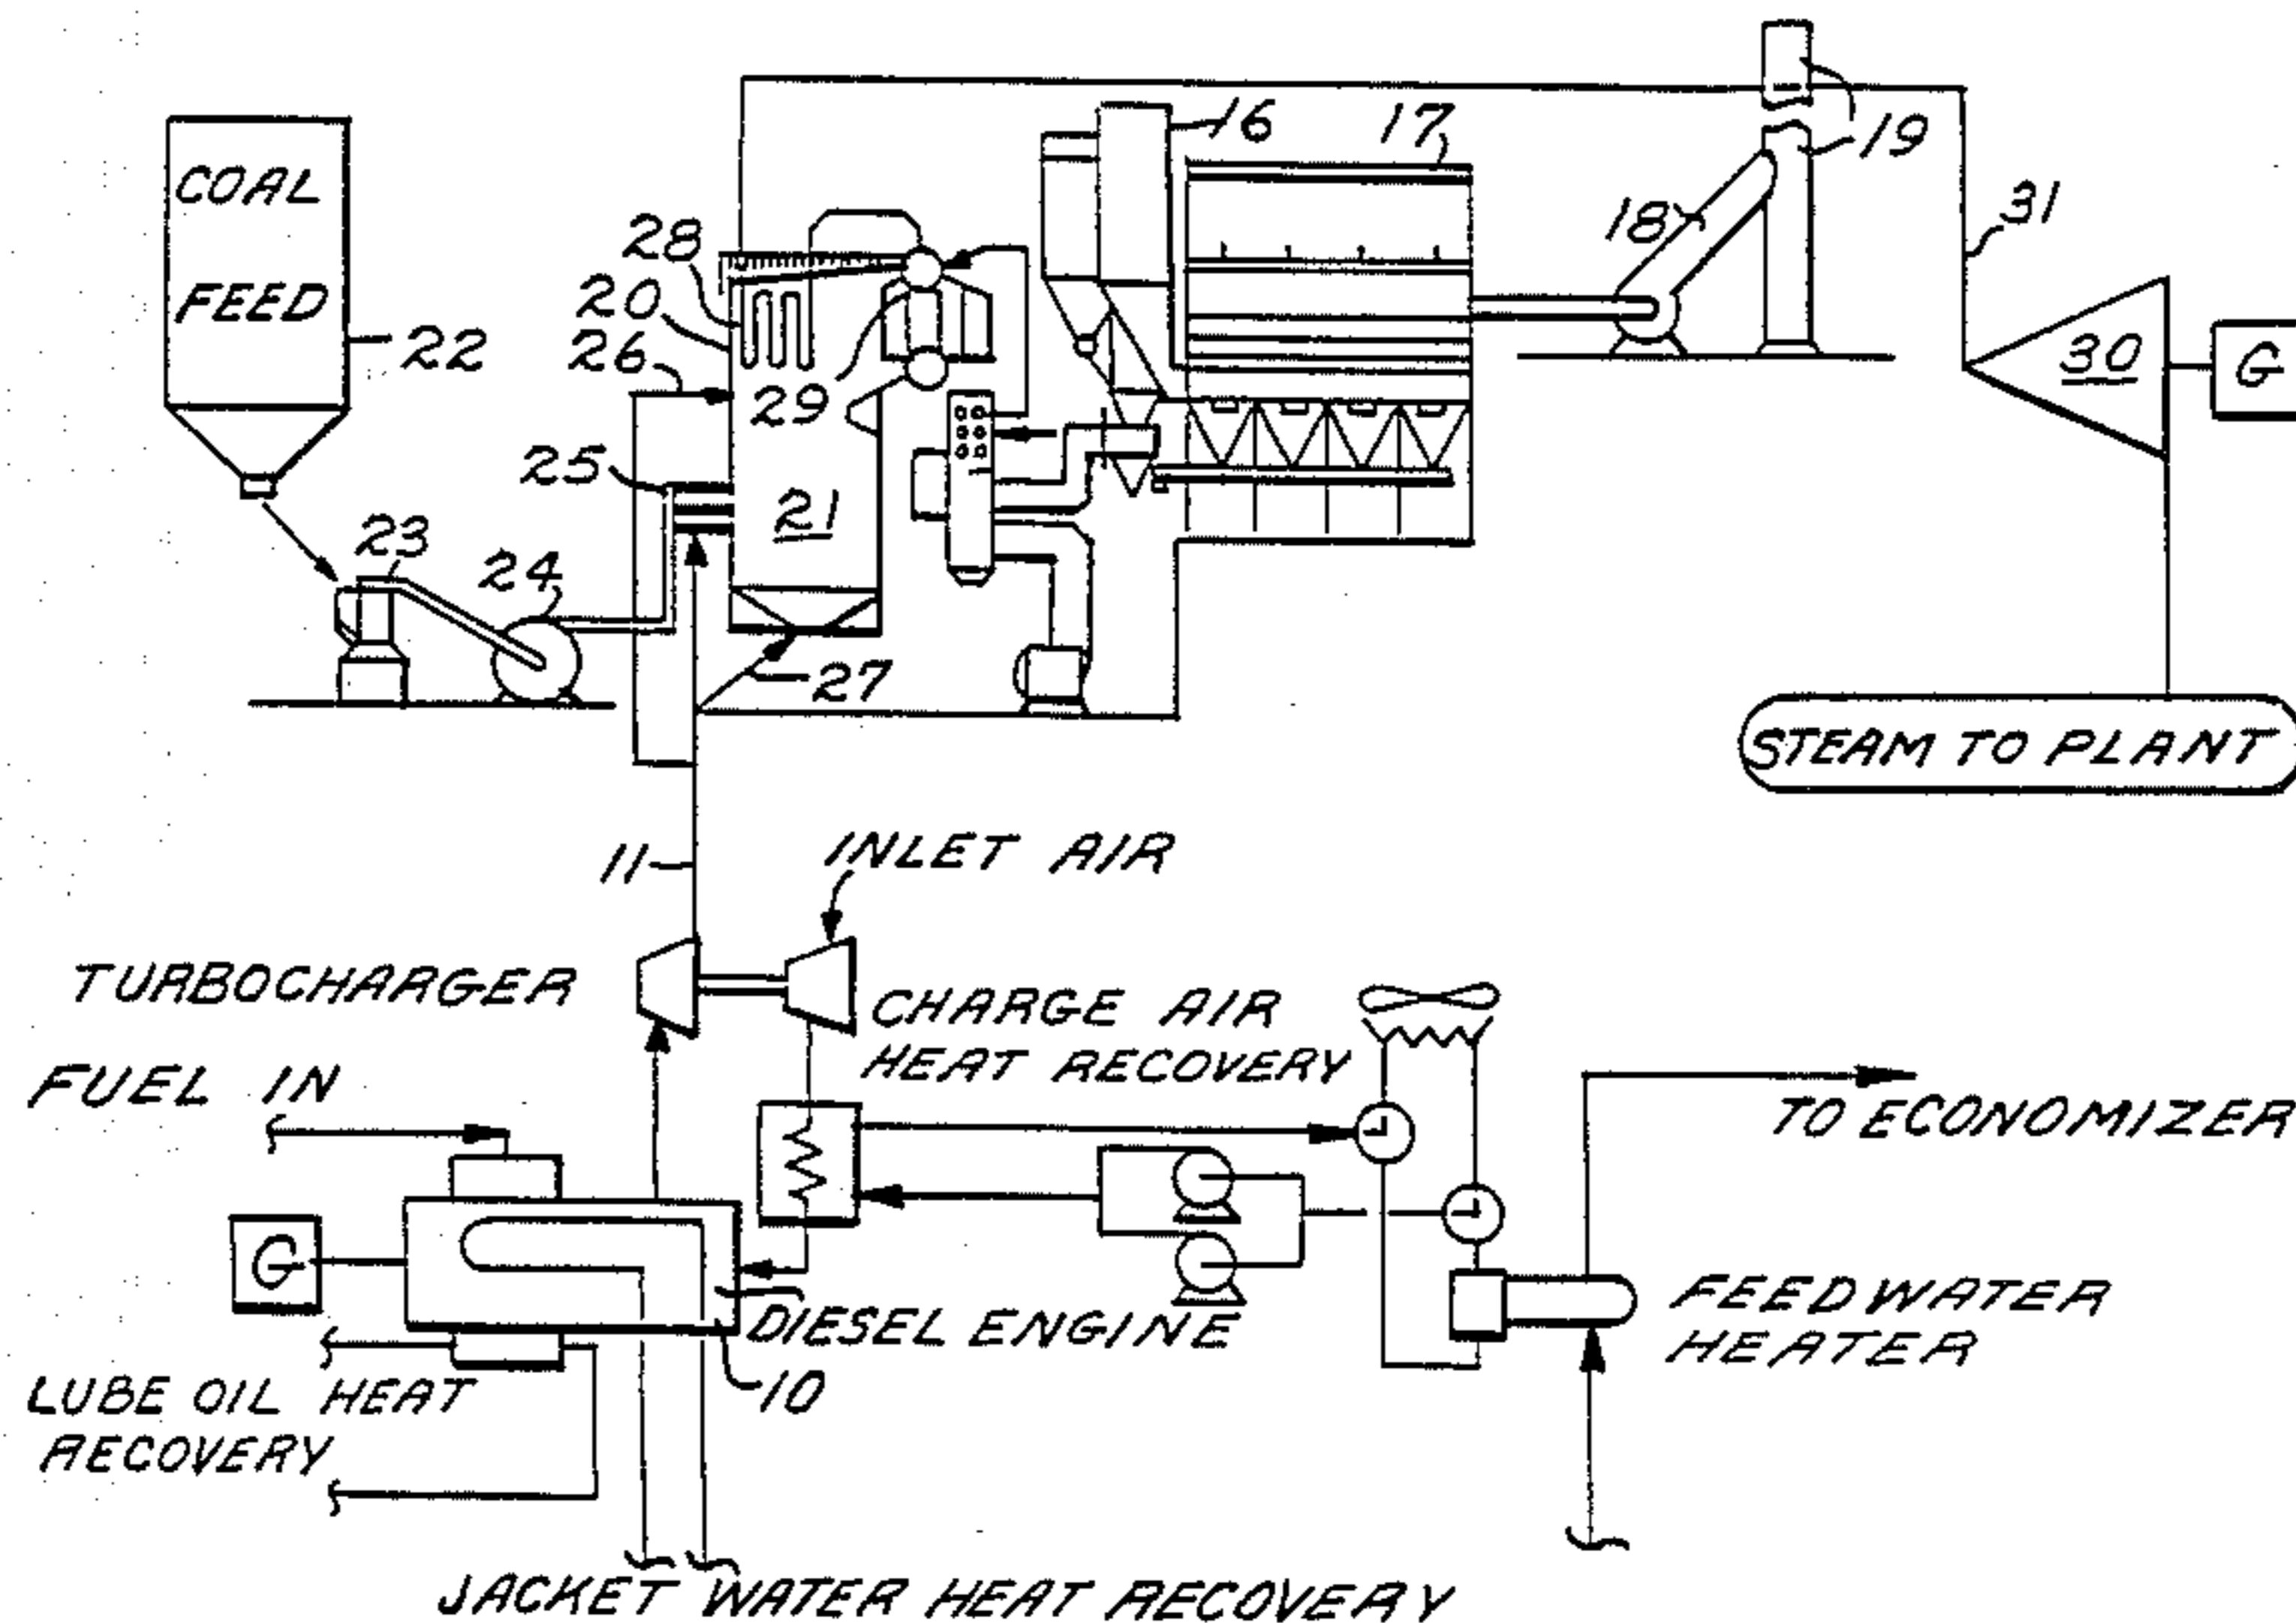 COAL
FEED
22
23
24
25
26
20
28
29
21
27
16
17
18
19
31
30
G
STEAM TO PLANT
11
INLET AIR
TURBOCHARGER
CHARGE AIR
HEAT RECOVERY
FUEL IN
TO ECONOMIZER
G
DIESEL ENGINE
10
FEEDWATER
HEATER
LUBE OIL HEAT
RECOVERY
JACKET WATER HEAT RECOVERY